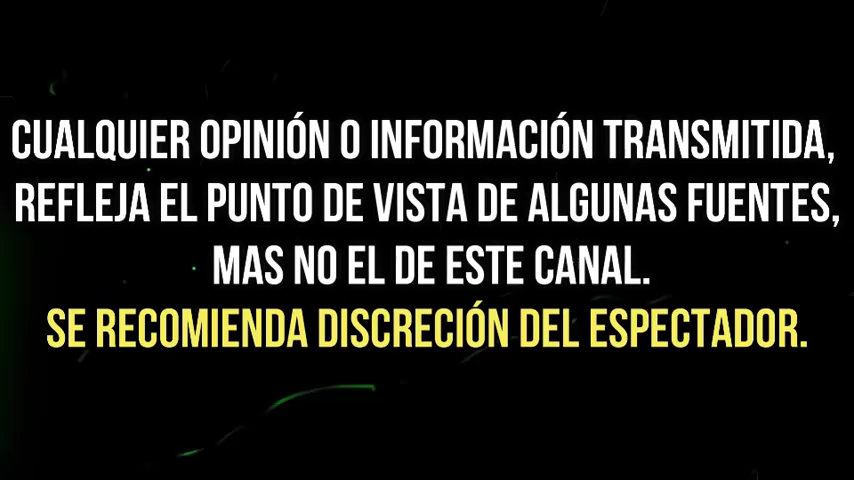 CUALQUIER OPINIÓN O INFORMACIÓN TRANSMITIDA,
REFLEJA EL PUNTO DE VISTA DE ALGUNAS FUENTES,
MAS NO EL DE ESTE CANAL.
SE RECOMIENDA DISCRECIÓN DEL ESPECTADOR.